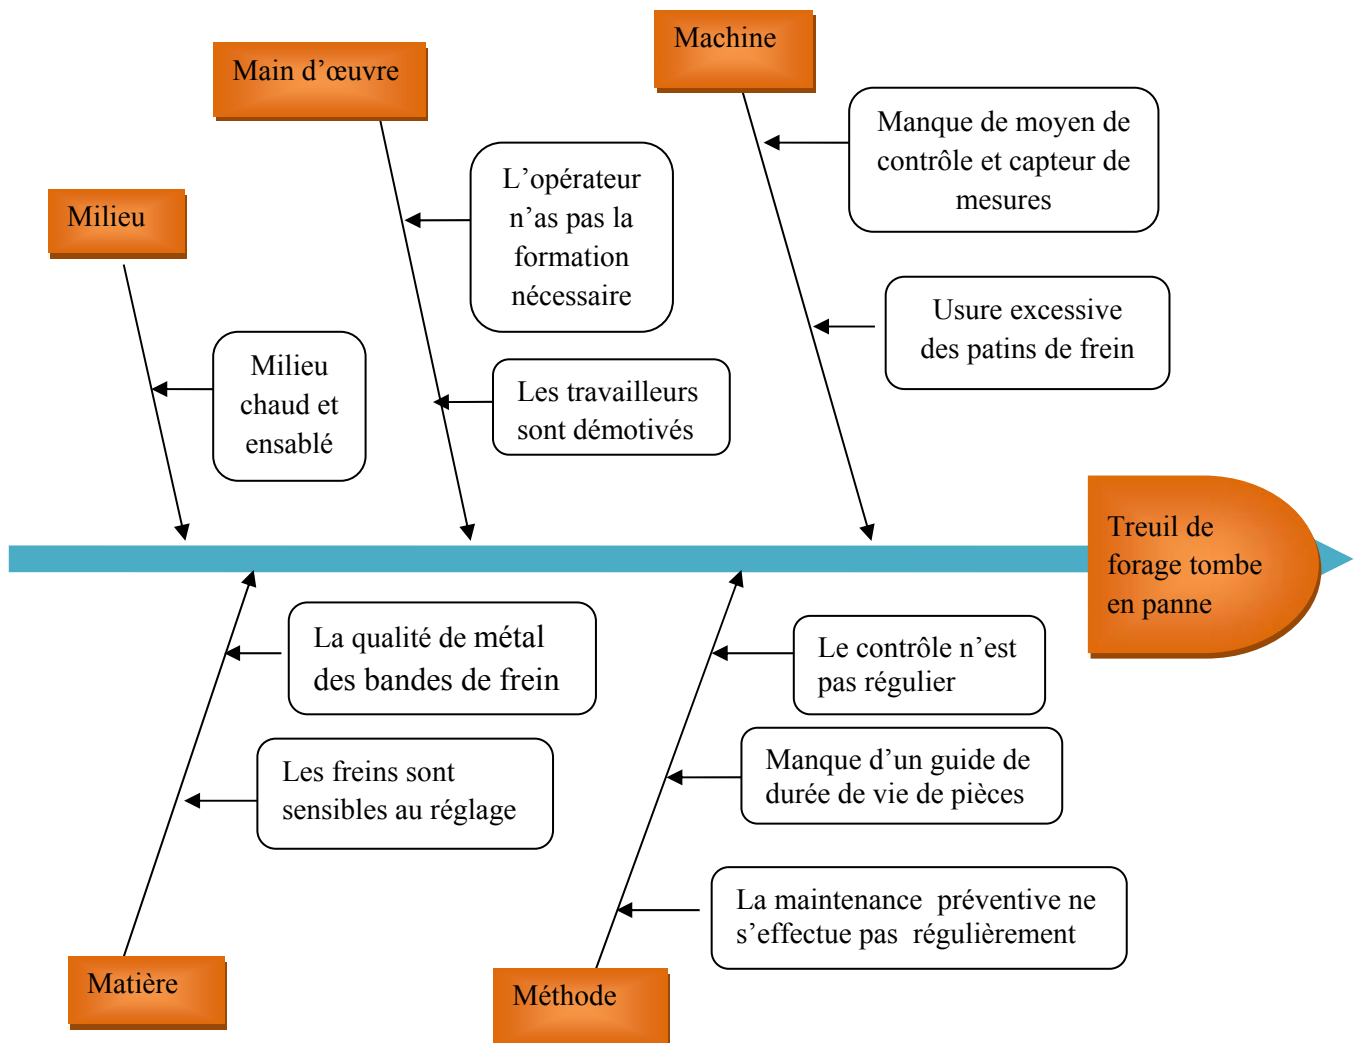 Machine
Manque de moyen de
contrôle et capteur de
mesures
Usure excessive
des patins de frein
Main d’œuvre
L’opérateur
n’as pas la
formation
nécessaire
Les travailleurs
sont démotivés
Milieu
Milieu
chaud et
ensablé
Treuil de
forage tombe
en panne
La qualité de métal
des bandes de frein
Les freins sont
sensibles au réglage
Matière
Le contrôle n’est
pas régulier
Manque d’un guide de
durée de vie de pièces
La maintenance préventive ne
s’effectue pas régulièrement
Méthode